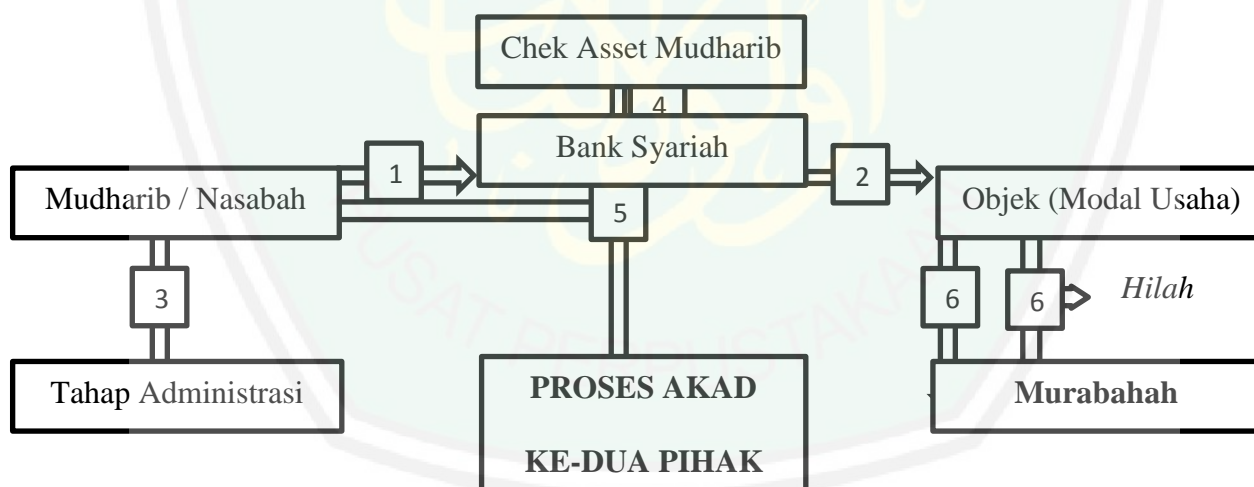 Chek Asset Mudharib
4
Bank Syariah
1
2
Mudharib / Nasabah
5
Objek (Modal Usaha)
3
6
6
Hilah
Tahap Administrasi
PROSES AKAD
KE-DUA PIHAK
Murabahah